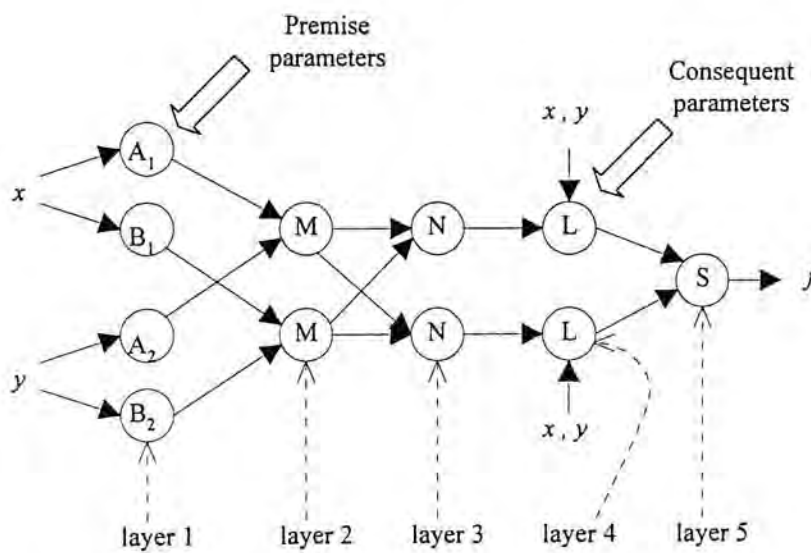 Premise
parameters
Consequent
parameters
x , y
A1
x
B1
M
N
L
S
A2
M
N
L
y
B2
x , y
layer 1
layer 2
layer 3
layer 4
layer 5